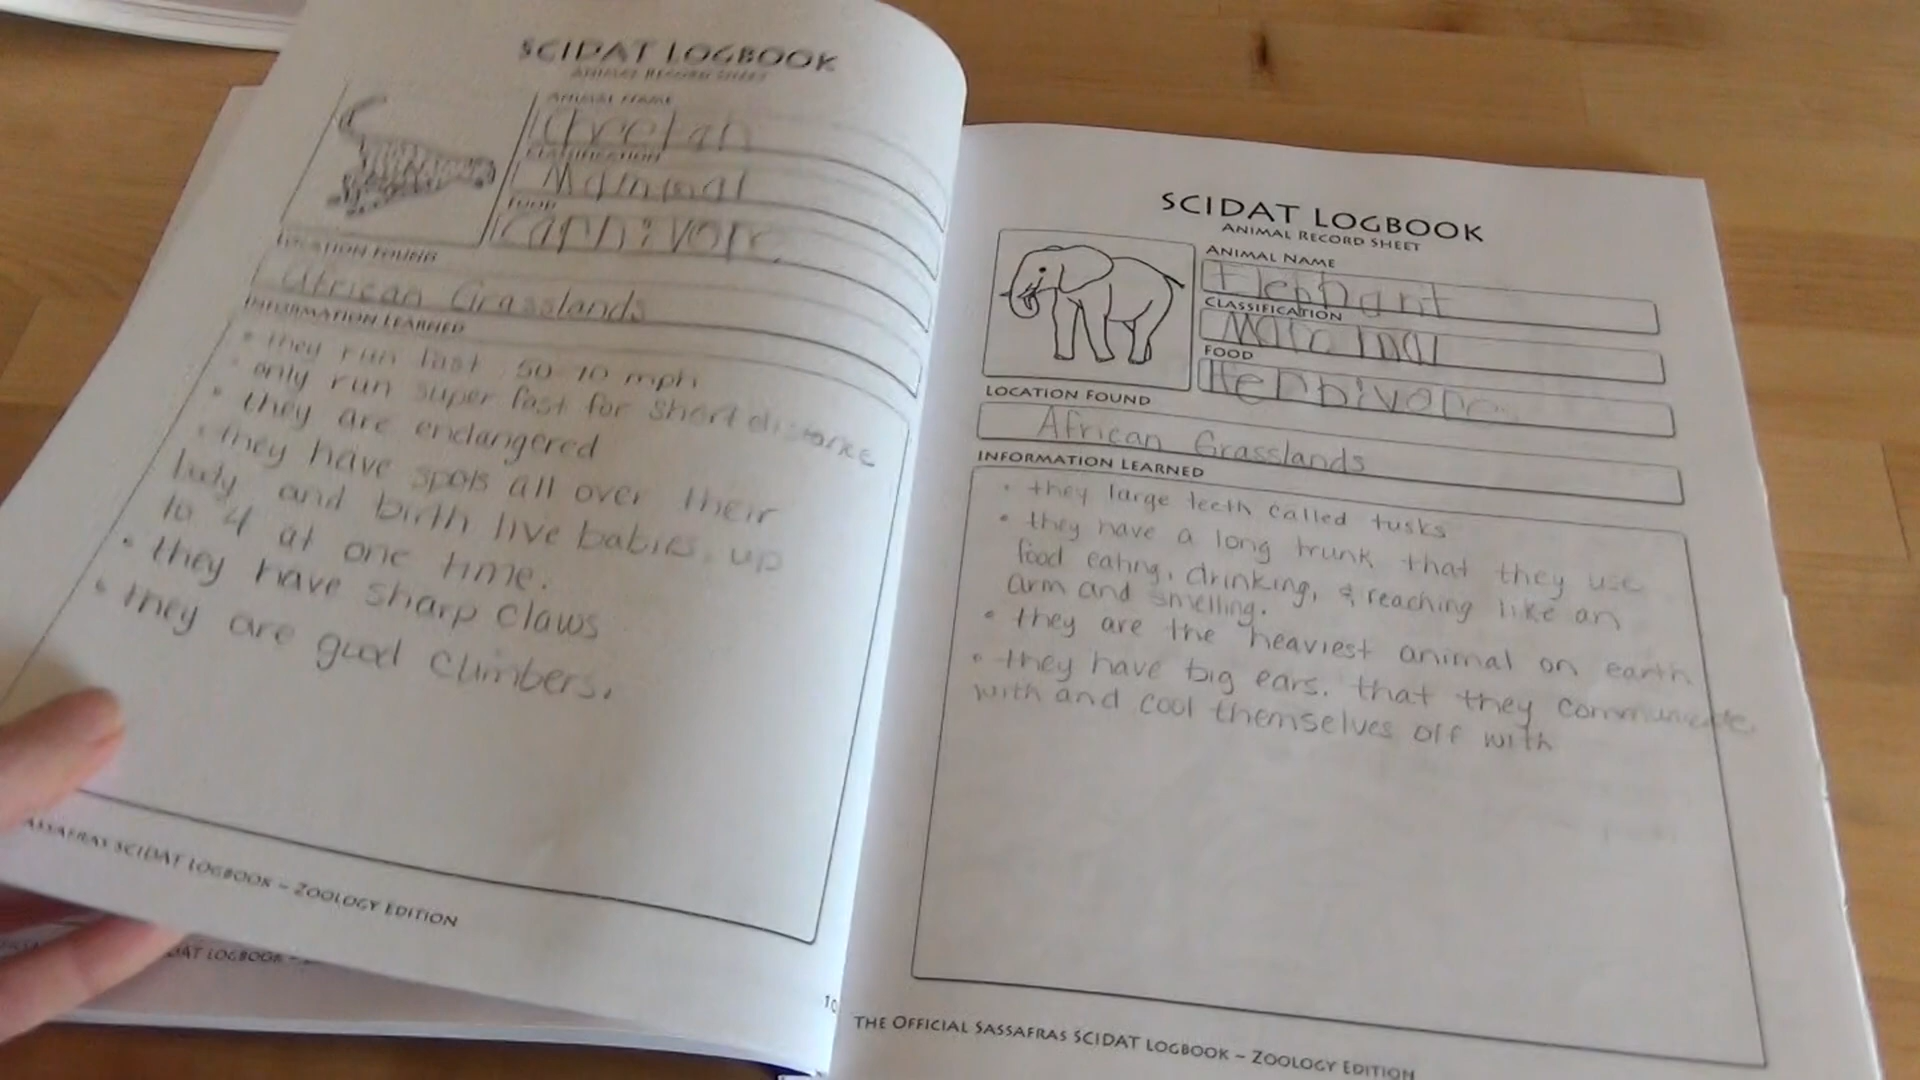 SCIDAT LOGBOOK
ANIMAL RECORD SHEET
ANIMAL NAME
Cheetah
CLASSIFICATION
Mammal
FOOD
Carnivore
LOCATION FOUND
African Grasslands
INFORMATION LEARNED
• they run fast 50-70 mph
• only run super fast for short distance
• they are endangered
• they have spots all over their
body and birth live babies, up
to 4 at one time.
• they have sharp claws
• they are good climbers.
SASSAFRAS SCIDAT LOGBOOK – ZOOLOGY EDITION
DAT LOGBOOK –
10
SCIDAT LOGBOOK
ANIMAL RECORD SHEET
ANIMAL NAME
Elephant
CLASSIFICATION
Mammal
FOOD
Herbivore
LOCATION FOUND
African Grasslands
INFORMATION LEARNED
• they large teeth called tusks
• they have a long trunk that they use
food eating, drinking, & reaching like an
arm and smelling.
• they are the heaviest animal on earth
• they have big ears. that they communicate
with and cool themselves off with
THE OFFICIAL SASSAFRAS SCIDAT LOGBOOK – ZOOLOGY EDITION